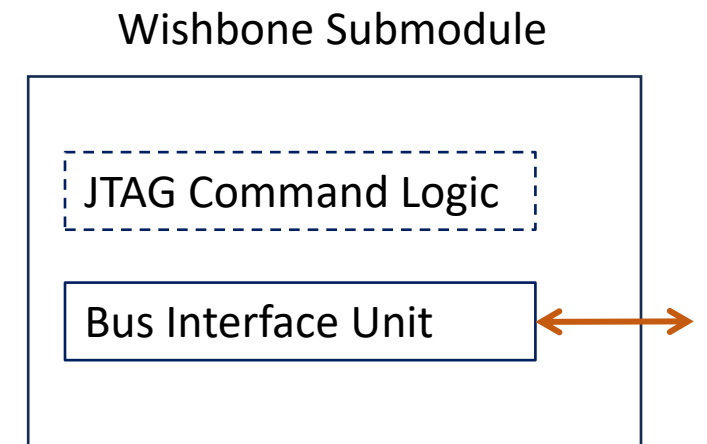 Wishbone Submodule
JTAG Command Logic
Bus Interface Unit